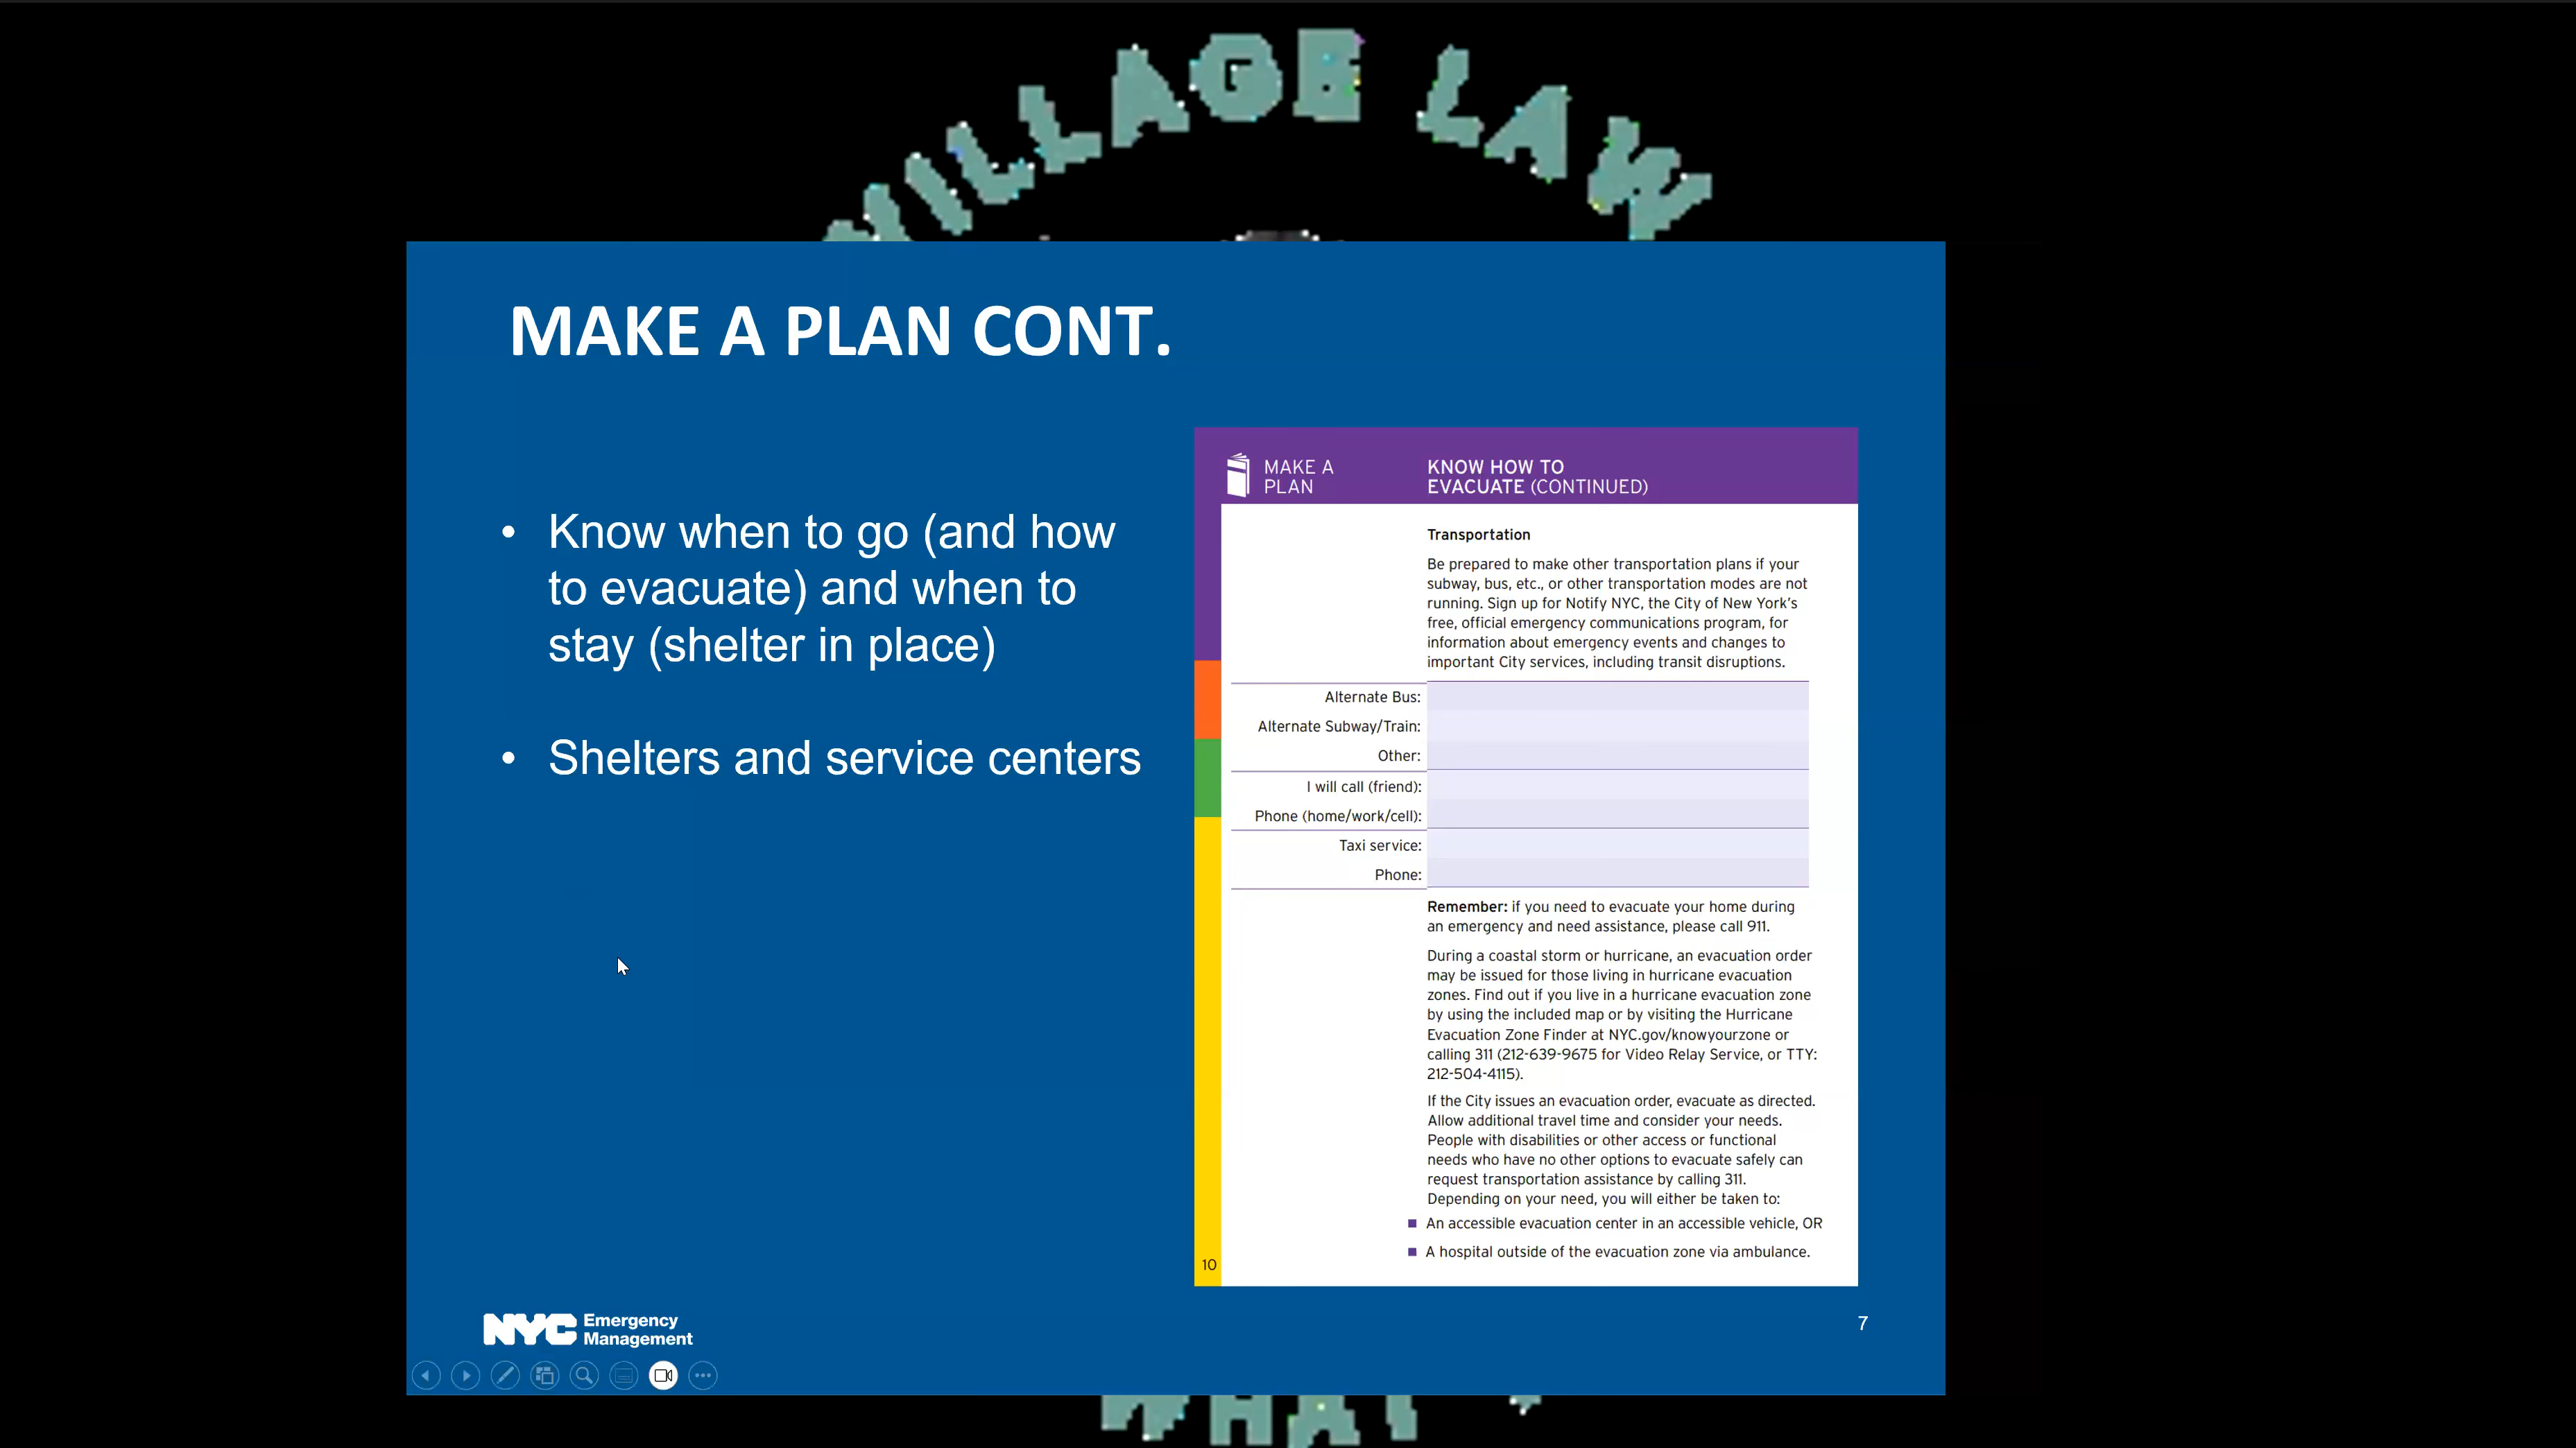 VILLAGE LAW
MAKE A PLAN CONT.
• Know when to go (and how
to evacuate) and when to
stay (shelter in place)
• Shelters and service centers
MAKE A
PLAN
KNOW HOW TO
EVACUATE (CONTINUED)
Transportation
Be prepared to make other transportation plans if your
subway, bus, etc., or other transportation modes are not
running. Sign up for Notify NYC, the City of New York's
free, official emergency communications program, for
information about emergency events and changes to
important City services, including transit disruptions.
Alternate Bus:
Alternate Subway/Train:
Other:
I will call (friend):
Phone (home/work/cell):
Taxi service:
Phone:
Remember: if you need to evacuate your home during
an emergency and need assistance, please call 911.
During a coastal storm or hurricane, an evacuation order
may be issued for those living in hurricane evacuation
zones. Find out if you live in a hurricane evacuation zone
by using the included map or by visiting the Hurricane
Evacuation Zone Finder at NYC.gov/knowyourzone or
calling 311 (212-639-9675 for Video Relay Service, or TTY:
212-504-4115).
If the City issues an evacuation order, evacuate as directed.
Allow additional travel time and consider your needs.
People with disabilities or other access or functional
needs who have no other options to evacuate safely can
request transportation assistance by calling 311.
Depending on your need, you will either be taken to:
■ An accessible evacuation center in an accessible vehicle, OR
■ A hospital outside of the evacuation zone via ambulance.
10
NYC Emergency
Management
7